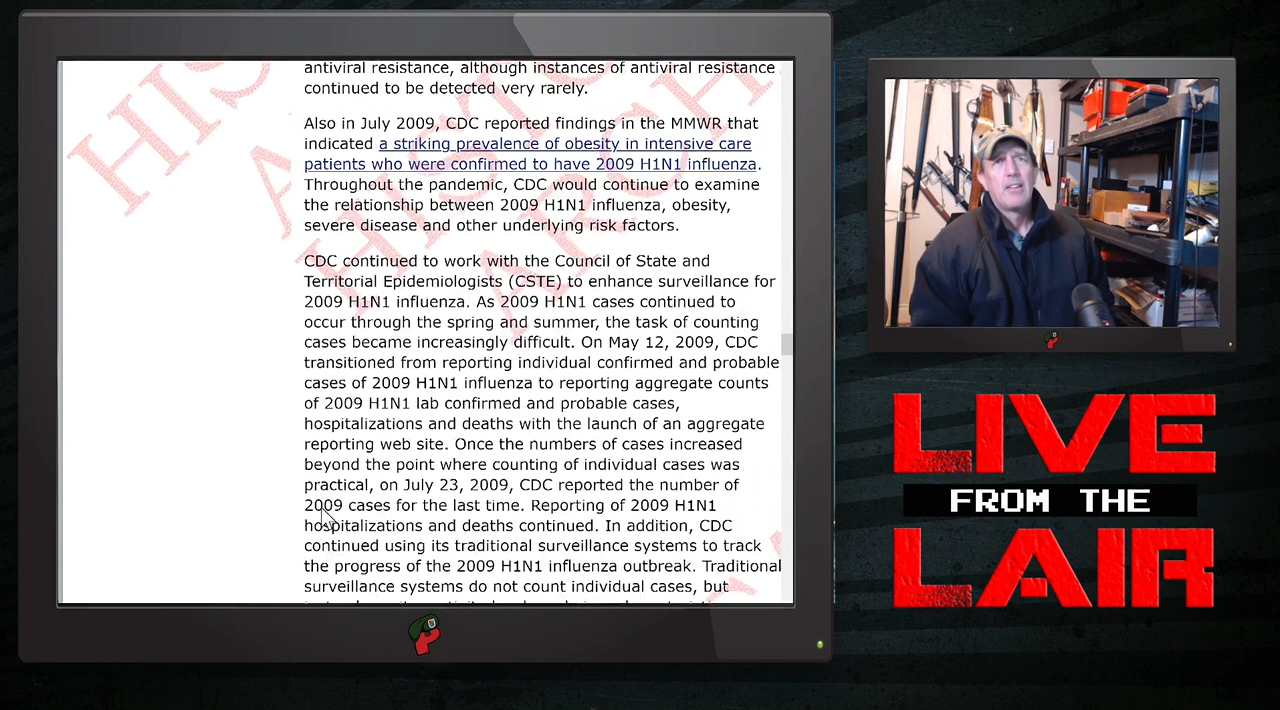 antiviral resistance, although instances of antiviral resistance
continued to be detected very rarely.
Also in July 2009, CDC reported findings in the MMWR that
indicated a striking prevalence of obesity in intensive care
patients who were confirmed to have 2009 H1N1 influenza.
Throughout the pandemic, CDC would continue to examine
the relationship between 2009 H1N1 influenza, obesity,
severe disease and other underlying risk factors.
CDC continued to work with the Council of State and
Territorial Epidemiologists (CSTE) to enhance surveillance for
2009 H1N1 influenza. As 2009 H1N1 cases continued to
occur through the spring and summer, the task of counting
cases became increasingly difficult. On May 12, 2009, CDC
transitioned from reporting individual confirmed and probable
cases of 2009 H1N1 influenza to reporting aggregate counts
of 2009 H1N1 lab confirmed and probable cases,
hospitalizations and deaths with the launch of an aggregate
reporting web site. Once the numbers of cases increased
beyond the point where counting of individual cases was
practical, on July 23, 2009, CDC reported the number of
2009 cases for the last time. Reporting of 2009 H1N1
hospitalizations and deaths continued. In addition, CDC
continued using its traditional surveillance systems to track
the progress of the 2009 H1N1 influenza outbreak. Traditional
surveillance systems do not count individual cases, but
LIVE
FROM THE
LAIR